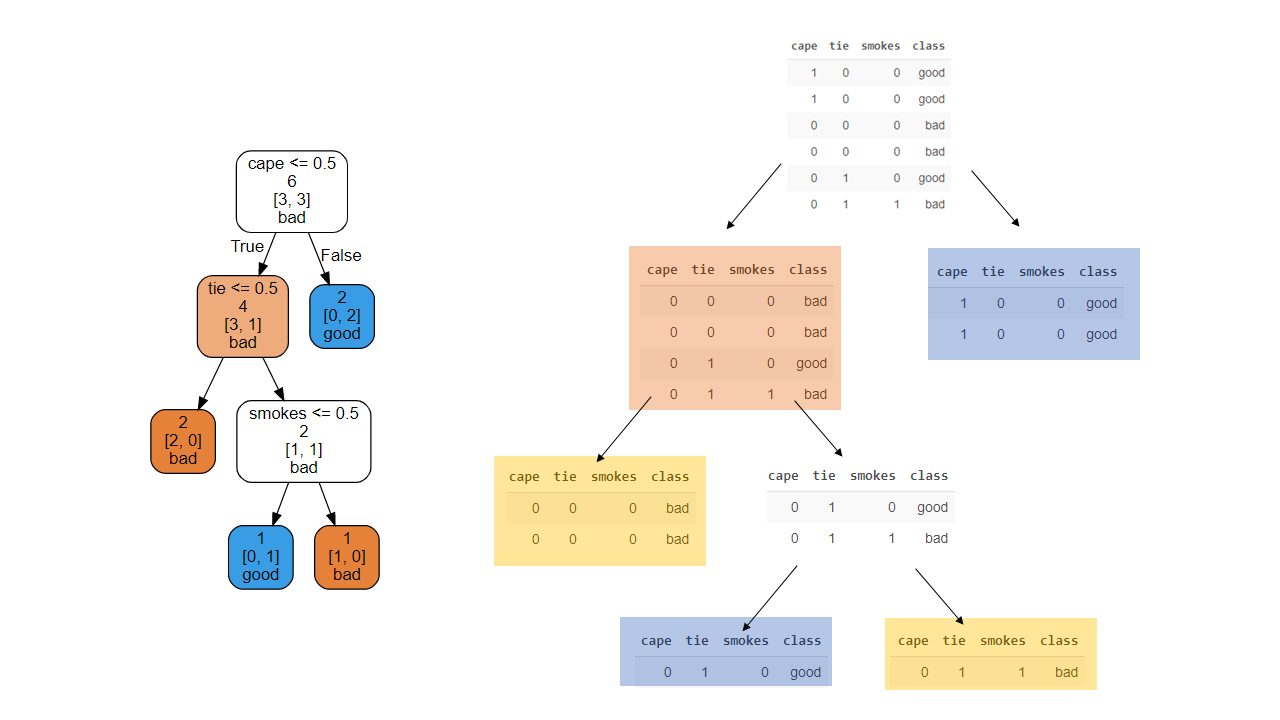 cape <= 0.5
6
[3, 3]
bad
True
False
tie <= 0.5
4
[3, 1]
bad
2
[0, 2]
good
2
[2, 0]
bad
smokes <= 0.5
2
[1, 1]
bad
1
[0, 1]
good
1
[1, 0]
bad
cape tie smokes class
1 0 0 good
1 0 0 good
0 0 0 bad
0 0 0 bad
0 1 0 good
0 1 1 bad
cape tie smokes class
0 0 0 bad
0 0 0 bad
0 1 0 good
0 1 1 bad
cape tie smokes class
1 0 0 good
1 0 0 good
cape tie smokes class
0 0 0 bad
0 0 0 bad
cape tie smokes class
0 1 0 good
0 1 1 bad
cape tie smokes class
0 1 0 good
cape tie smokes class
0 1 1 bad